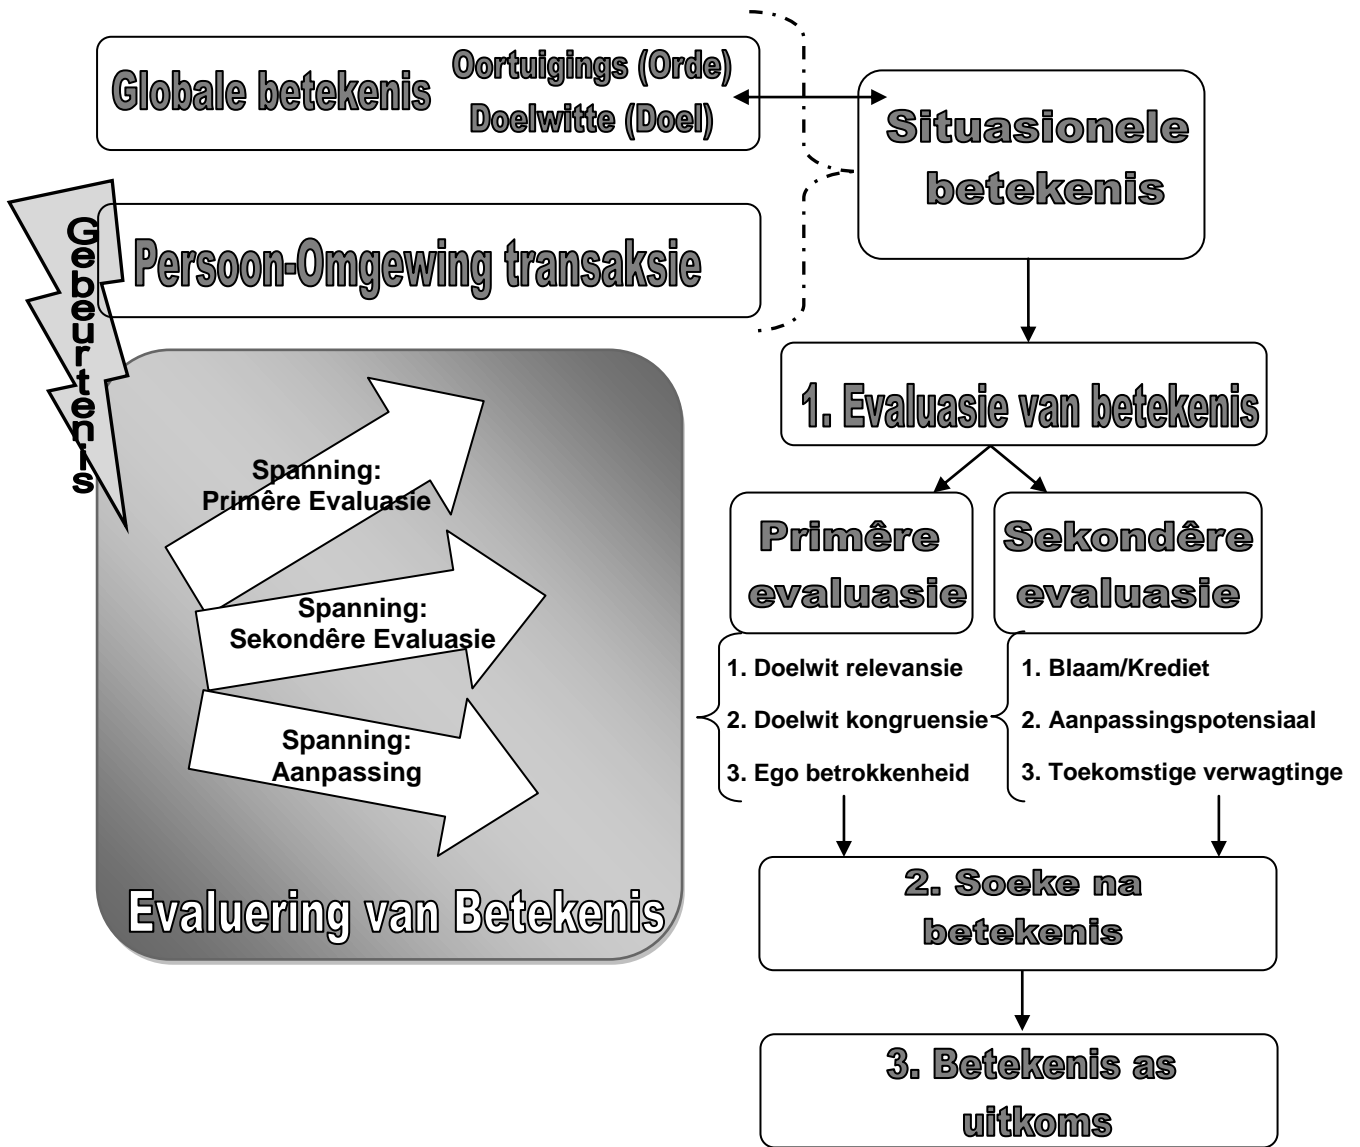 Globale betekenis
Oortuigings (Orde)
Doelwitte (Doel)
Situasionele
betekenis
Gebeurtenis
Persoon-Omgewing transaksie
Spanning:
Primêre Evaluasie
Spanning:
Sekondêre Evaluasie
Spanning:
Aanpassing
Evaluering van Betekenis
1. Evaluasie van betekenis
Primêre
evaluasie
Sekondêre
evaluasie
1. Doelwit relevansie
2. Doelwit kongruensie
3. Ego betrokkenheid
1. Blaam/Krediet
2. Aanpassingspotensiaal
3. Toekomstige verwagtinge
2. Soeke na
betekenis
3. Betekenis as
uitkoms